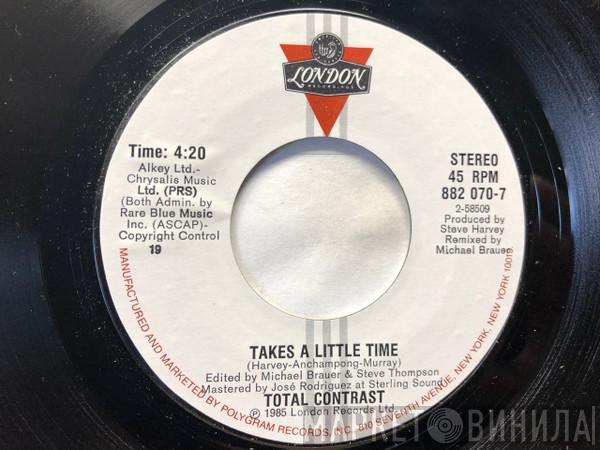 LONDON
RECORDINGS
Time: 4:20
Alkey Ltd.-
Chrysalis Music
Ltd. (PRS)
(Both Admin. by
Rare Blue Music
Inc. (ASCAP)-
Copyright Control
19
STEREO
45 RPM
882 070-7
2-58509
Produced by
Steve Harvey
Remixed by
Michael Brauer
TAKES A LITTLE TIME
(Harvey-Anchampong-Murray)
Edited by Michael Brauer & Steve Thompson
Mastered by José Rodriguez at Sterling Sound
TOTAL CONTRAST
℗ 1985 London Records Ltd.
MANUFACTURED AND MARKETED BY POLYGRAM RECORDS, INC. 810 SEVENTH AVENUE, NEW YORK, NEW YORK 10019.
МАРКЕТ ВИНИЛА